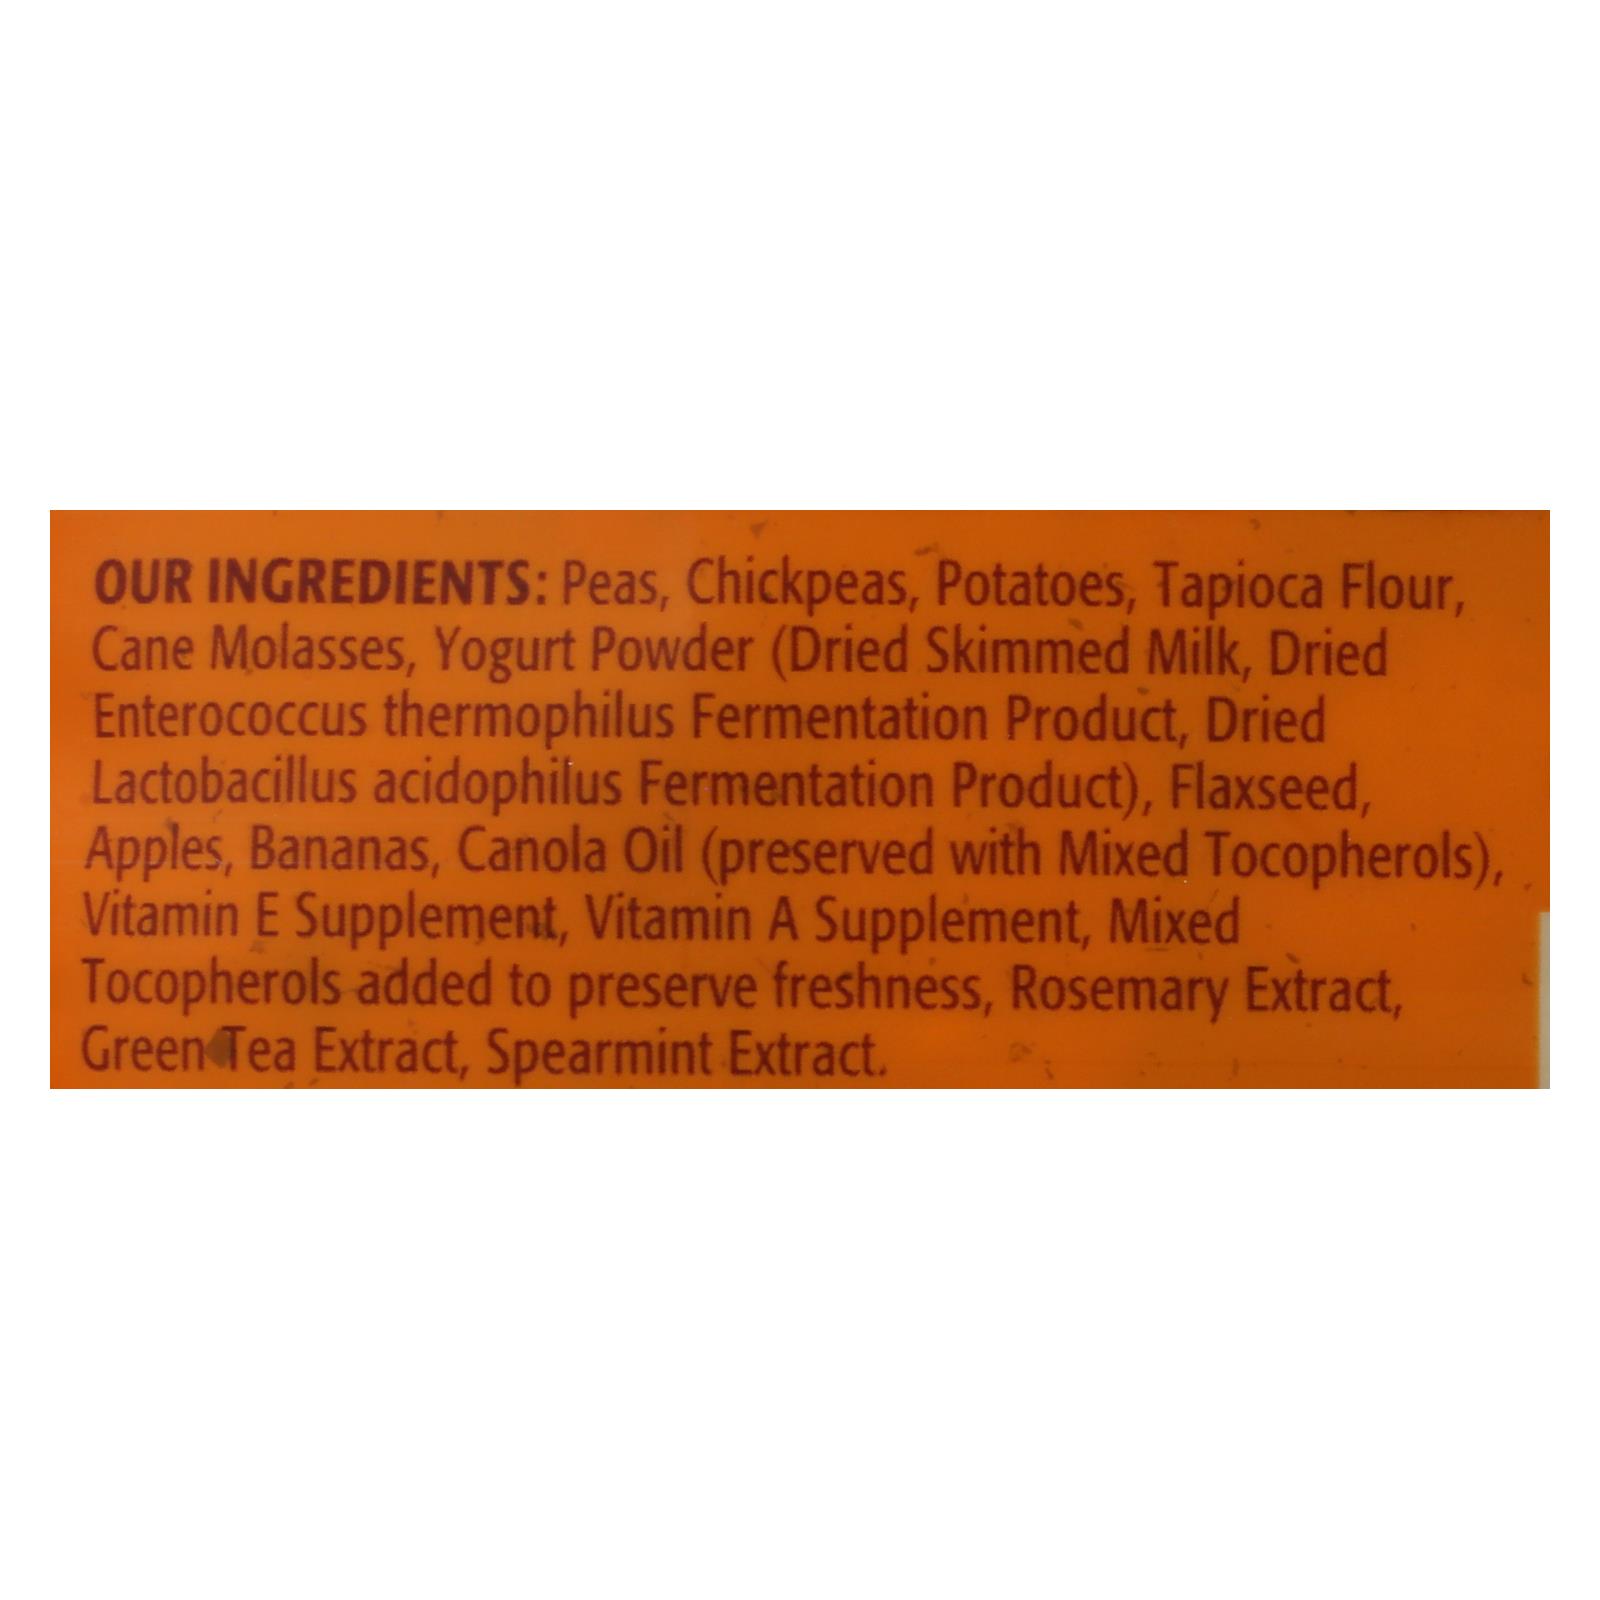 OUR INGREDIENTS: Peas, Chickpeas, Potatoes, Tapioca Flour,
Cane Molasses, Yogurt Powder (Dried Skimmed Milk, Dried
Enterococcus thermophilus Fermentation Product, Dried
Lactobacillus acidophilus Fermentation Product), Flaxseed,
Apples, Bananas, Canola Oil (preserved with Mixed Tocopherols),
Vitamin E Supplement, Vitamin A Supplement, Mixed
Tocopherols added to preserve freshness, Rosemary Extract,
Green Tea Extract, Spearmint Extract.